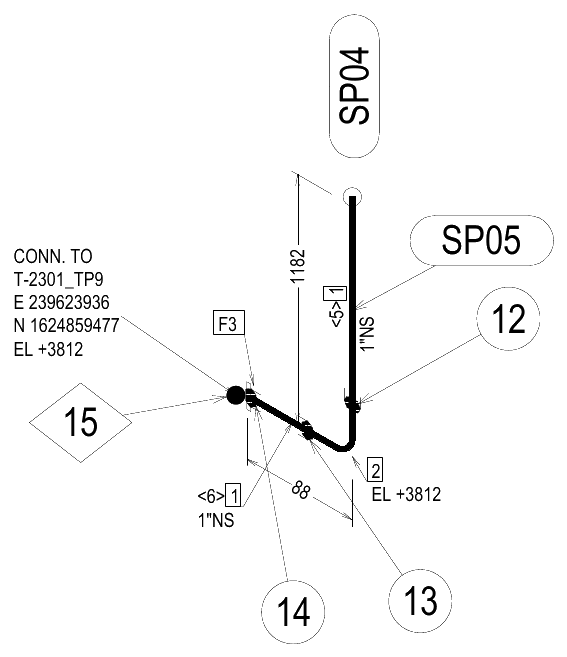 SP04
SP05
1182
<5> 1
1"NS
12
CONN. TO
T-2301_TP9
E 239623936
N 1624859477
EL +3812
F3
15
2
EL +3812
<6> 1
1"NS
88
14
13